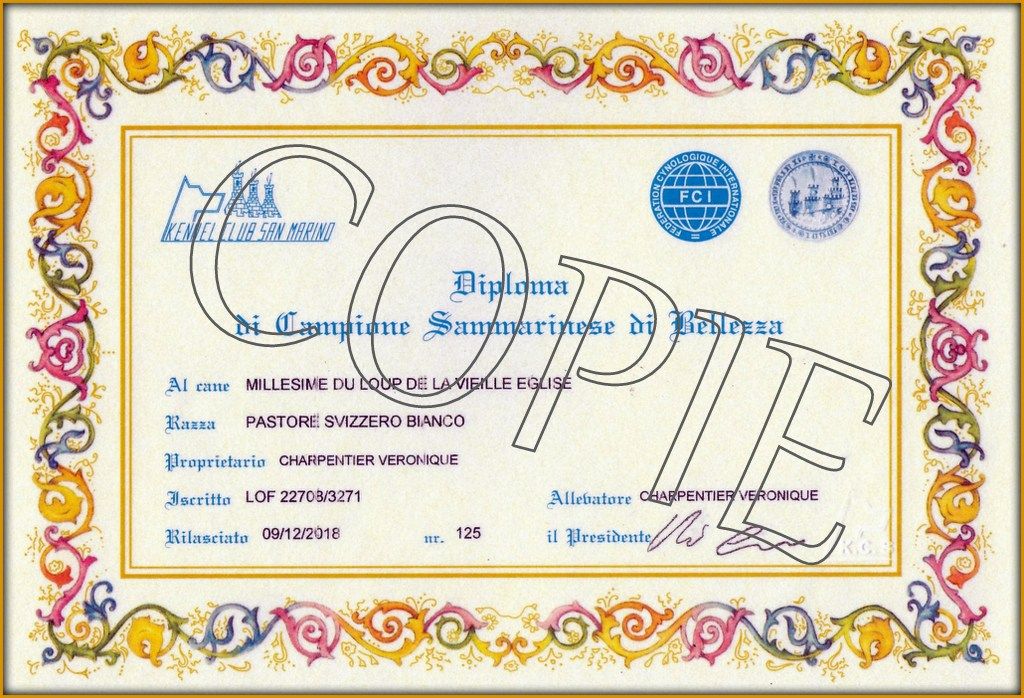 KENNEL CLUB SAN MARINO
FEDERATION CYNOLOGIQUE INTERNATIONALE
FCI
Diploma
di Campione Sammarinese di Bellezza
Al cane MILLESIME DU LOUP DE LA VIEILLE EGLISE
Razza PASTORE SVIZZERO BIANCO
Proprietario CHARPENTIER VERONIQUE
Iscritto LOF 22708/3271 Allevatore CHARPENTIER VERONIQUE
Rilasciato 09/12/2018 nr. 125 il Presidente
COPIE